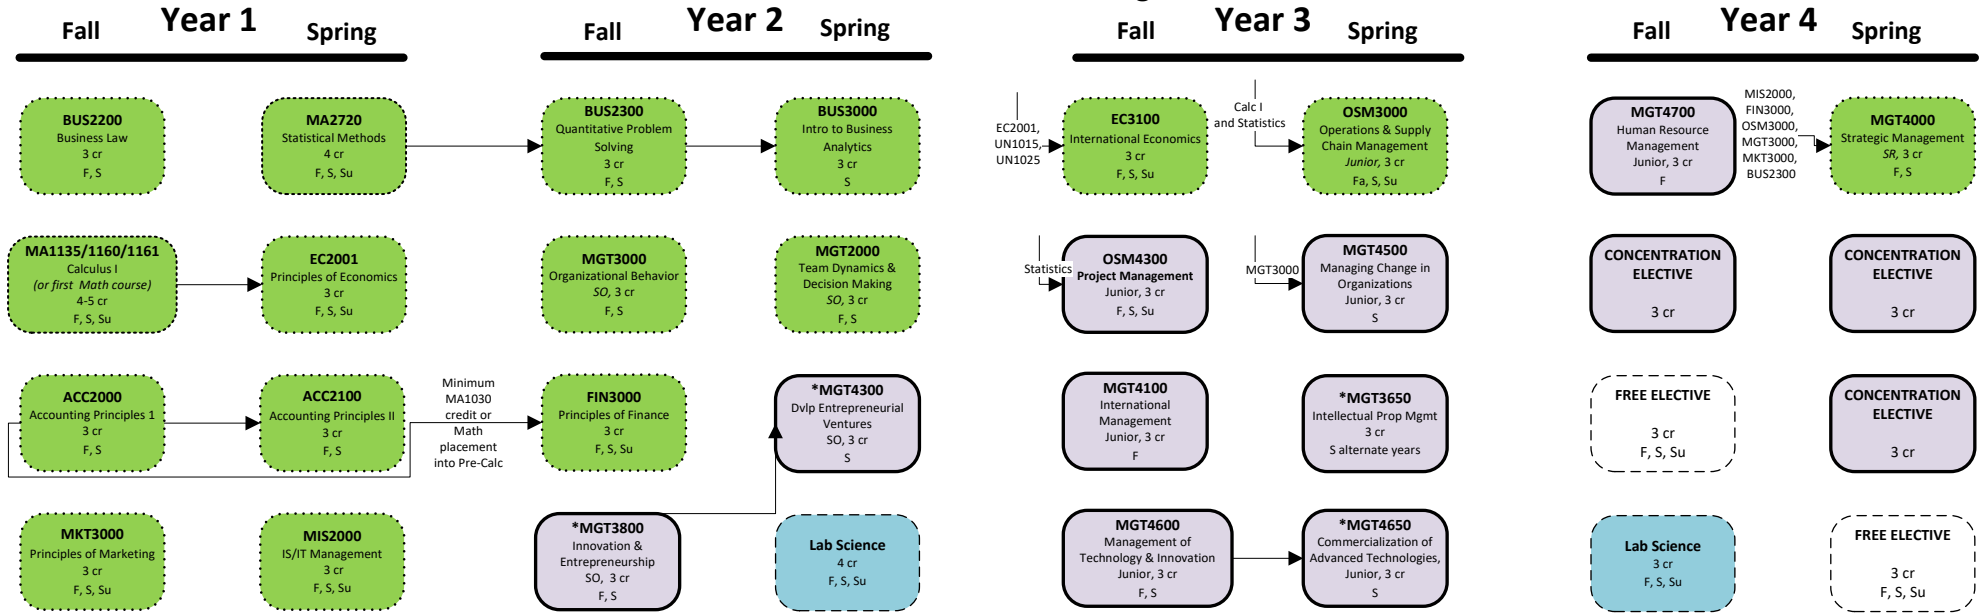 Year 1
Fall
Spring
Year 2
Fall
Spring
Year 3
Fall
Spring
Year 4
Fall
Spring
BUS2200
Business Law
3 cr
F, S
MA2720
Statistical Methods
4 cr
F, S, Su
BUS2300
Quantitative Problem
Solving
3 cr
F, S
BUS3000
Intro to Business
Analytics
3 cr
S
EC2001,
UN1015,
UN1025
EC3100
International Economics
3 cr
F, S, Su
Calc I
and Statistics
OSM3000
Operations & Supply
Chain Management
Junior, 3 cr
Fa, S, Su
MGT4700
Human Resource
Management
Junior, 3 cr
F
MIS2000,
FIN3000,
OSM3000,
MGT3000,
MKT3000,
BUS2300
MGT4000
Strategic Management
SR, 3 cr
F, S
MA1135/1160/1161
Calculus I
(or first Math course)
4-5 cr
F, S, Su
EC2001
Principles of Economics
3 cr
F, S, Su
MGT3000
Organizational Behavior
SO, 3 cr
F, S
MGT2000
Team Dynamics &
Decision Making
SO, 3 cr
F, S
Statistics
OSM4300
Project Management
Junior, 3 cr
F, S, Su
MGT3000
MGT4500
Managing Change in
Organizations
Junior, 3 cr
S
CONCENTRATION
ELECTIVE
3 cr
CONCENTRATION
ELECTIVE
3 cr
ACC2000
Accounting Principles 1
3 cr
F, S
ACC2100
Accounting Principles II
3 cr
F, S
Minimum
MA1030
credit or
Math
placement
into Pre-Calc
FIN3000
Principles of Finance
3 cr
F, S, Su
*MGT4300
Dvlp Entrepreneurial
Ventures
SO, 3 cr
S
MGT4100
International
Management
Junior, 3 cr
F
*MGT3650
Intellectual Prop Mgmt
3 cr
S alternate years
FREE ELECTIVE
3 cr
F, S, Su
CONCENTRATION
ELECTIVE
3 cr
MKT3000
Principles of Marketing
3 cr
F, S, Su
MIS2000
IS/IT Management
3 cr
F, S, Su
*MGT3800
Innovation &
Entrepreneurship
SO, 3 cr
F, S
Lab Science
4 cr
F, S, Su
MGT4600
Management of
Technology & Innovation
Junior, 3 cr
F, S
*MGT4650
Commercialization of
Advanced Technologies,
Junior, 3 cr
S
Lab Science
3 cr
F, S, Su
FREE ELECTIVE
3 cr
F, S, Su